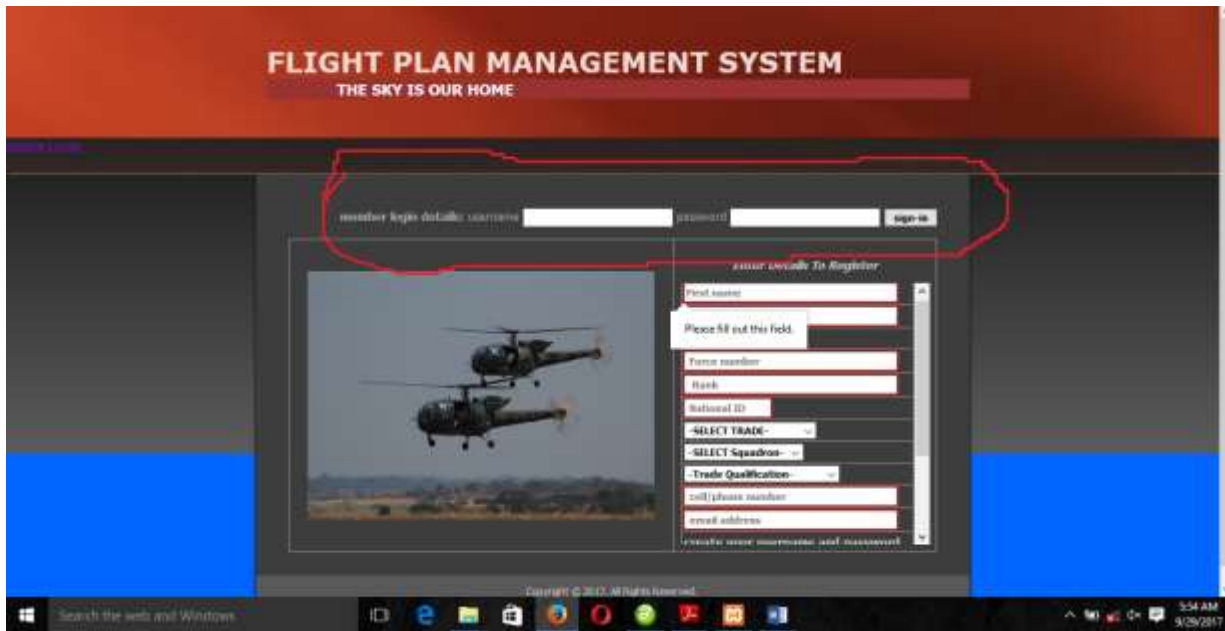 FLIGHT PLAN MANAGEMENT SYSTEM
THE SKY IS OUR HOME
member login details: username password sign-in
Enter Details To Register
First name
Please fill out this field.
Force number
Rank
National ID
-SELECT TRADE-
-SELECT Squadron-
-Trade Qualification-
cell/phone number
email address
create your username and password
Copyright © 2017. All Rights Reserved.
Search the web and Windows
5:54 AM
9/29/2017